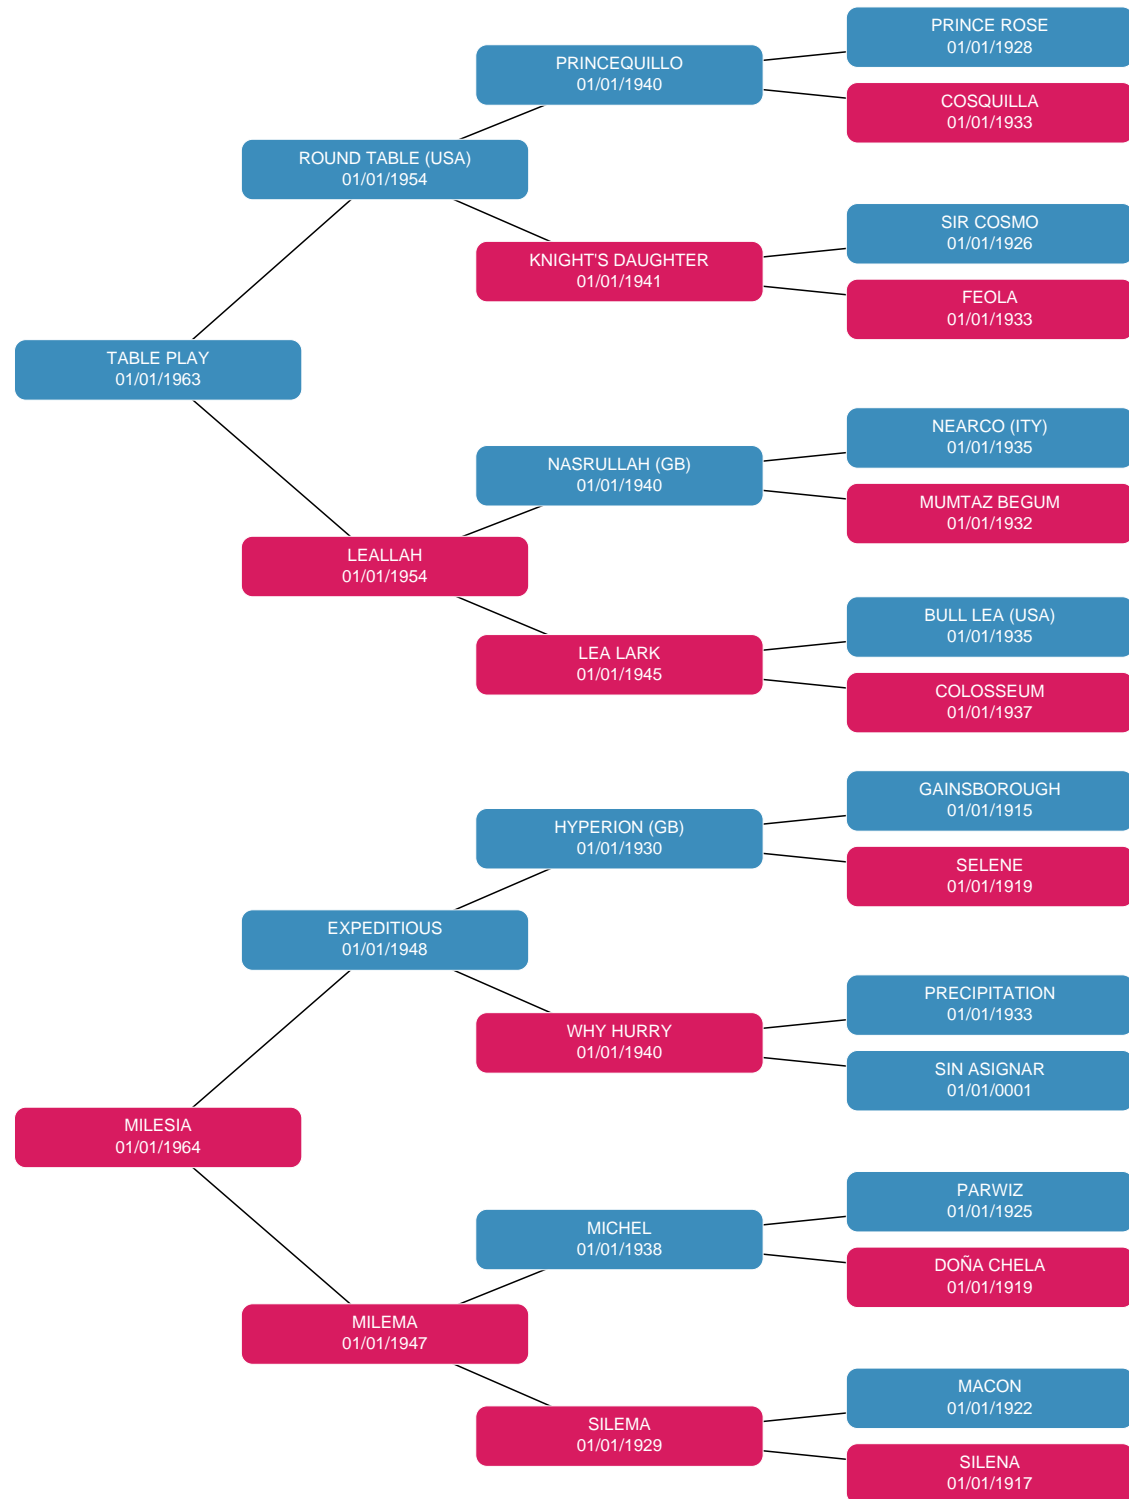 PRINCE ROSE
01/01/1928
PRINCEQUILLO
01/01/1940
COSQUILLA
01/01/1933
ROUND TABLE (USA)
01/01/1954
SIR COSMO
01/01/1926
KNIGHT'S DAUGHTER
01/01/1941
FEOLA
01/01/1933
TABLE PLAY
01/01/1963
NEARCO (ITY)
01/01/1935
NASRULLAH (GB)
01/01/1940
MUMTAZ BEGUM
01/01/1932
LEALLAH
01/01/1954
BULL LEA (USA)
01/01/1935
LEA LARK
01/01/1945
COLOSSEUM
01/01/1937
GAINSBOROUGH
01/01/1915
HYPERION (GB)
01/01/1930
SELENE
01/01/1919
EXPEDITIOUS
01/01/1948
PRECIPITATION
01/01/1933
WHY HURRY
01/01/1940
SIN ASIGNAR
01/01/0001
MILESIA
01/01/1964
PARWIZ
01/01/1925
MICHEL
01/01/1938
DOÑA CHELA
01/01/1919
MILEMA
01/01/1947
MACON
01/01/1922
SILEMA
01/01/1929
SILENA
01/01/1917